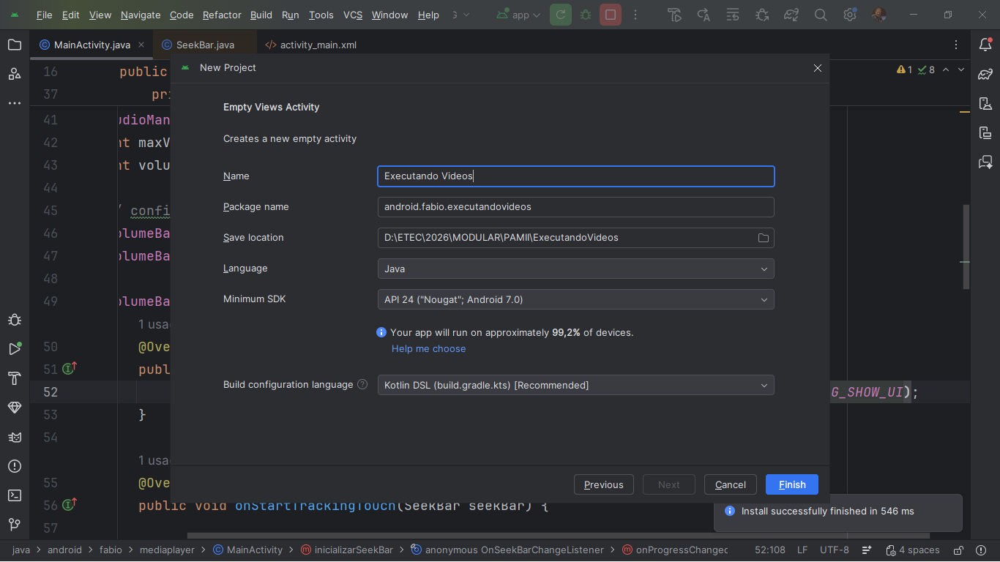 File Edit View Navigate Code Refactor Build Run Tools VCS Window Help G app
MainActivity.java SeekBar.java activity_main.xml
New Project
Empty Views Activity
Creates a new empty activity
Name Executando Videos
Package name android.fabio.executandovideos
Save location D:\ETEC\2026\MODULAR\PAMII\ExecutandoVideos
Language Java
Minimum SDK API 24 ("Nougat"; Android 7.0)
Your app will run on approximately 99,2% of devices.
Help me choose
Build configuration language ? Kotlin DSL (build.gradle.kts) [Recommended]
Previous Next Cancel Finish
1 8
16 public
37 pri
41 udioMan
42 nt maxV
43 nt volu
44
45 / confi
46 olumeBa
47 olumeBa
48
49 olumeBa
1 usa
50 @Ove
51 publ
52 G_SHOW_UI);
53 }
54
1 usa
55 @Ove
56 public void onStartTrackingTouch(SeekBar seekBar) {
57
Install successfully finished in 546 ms
java > android > fabio > mediaplayer > MainActivity > inicializarSeekBar > anonymous OnSeekBarChangeListener > onProgressChanged 52:108 LF UTF-8 4 spaces